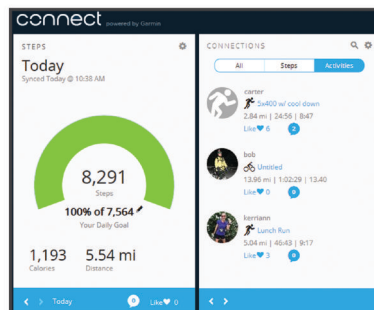 connect powered by Garmin
STEPS
Today
Synced Today @ 10:38 AM
8,291
Steps
100% of 7,564
Your Daily Goal
1,193
Calories
5.54 mi
Distance
Today
0
Like 0
CONNECTIONS
All
Steps
Activities
carter
5x400 w/ cool down
2.84 mi | 24:56 | 8:47
Like 6
2
bob
Untitled
13.96 mi | 1:02:29 | 13.40
Like 0
0
kerriann
Lunch Run
5.04 mi | 46:43 | 9:17
Like 3
0